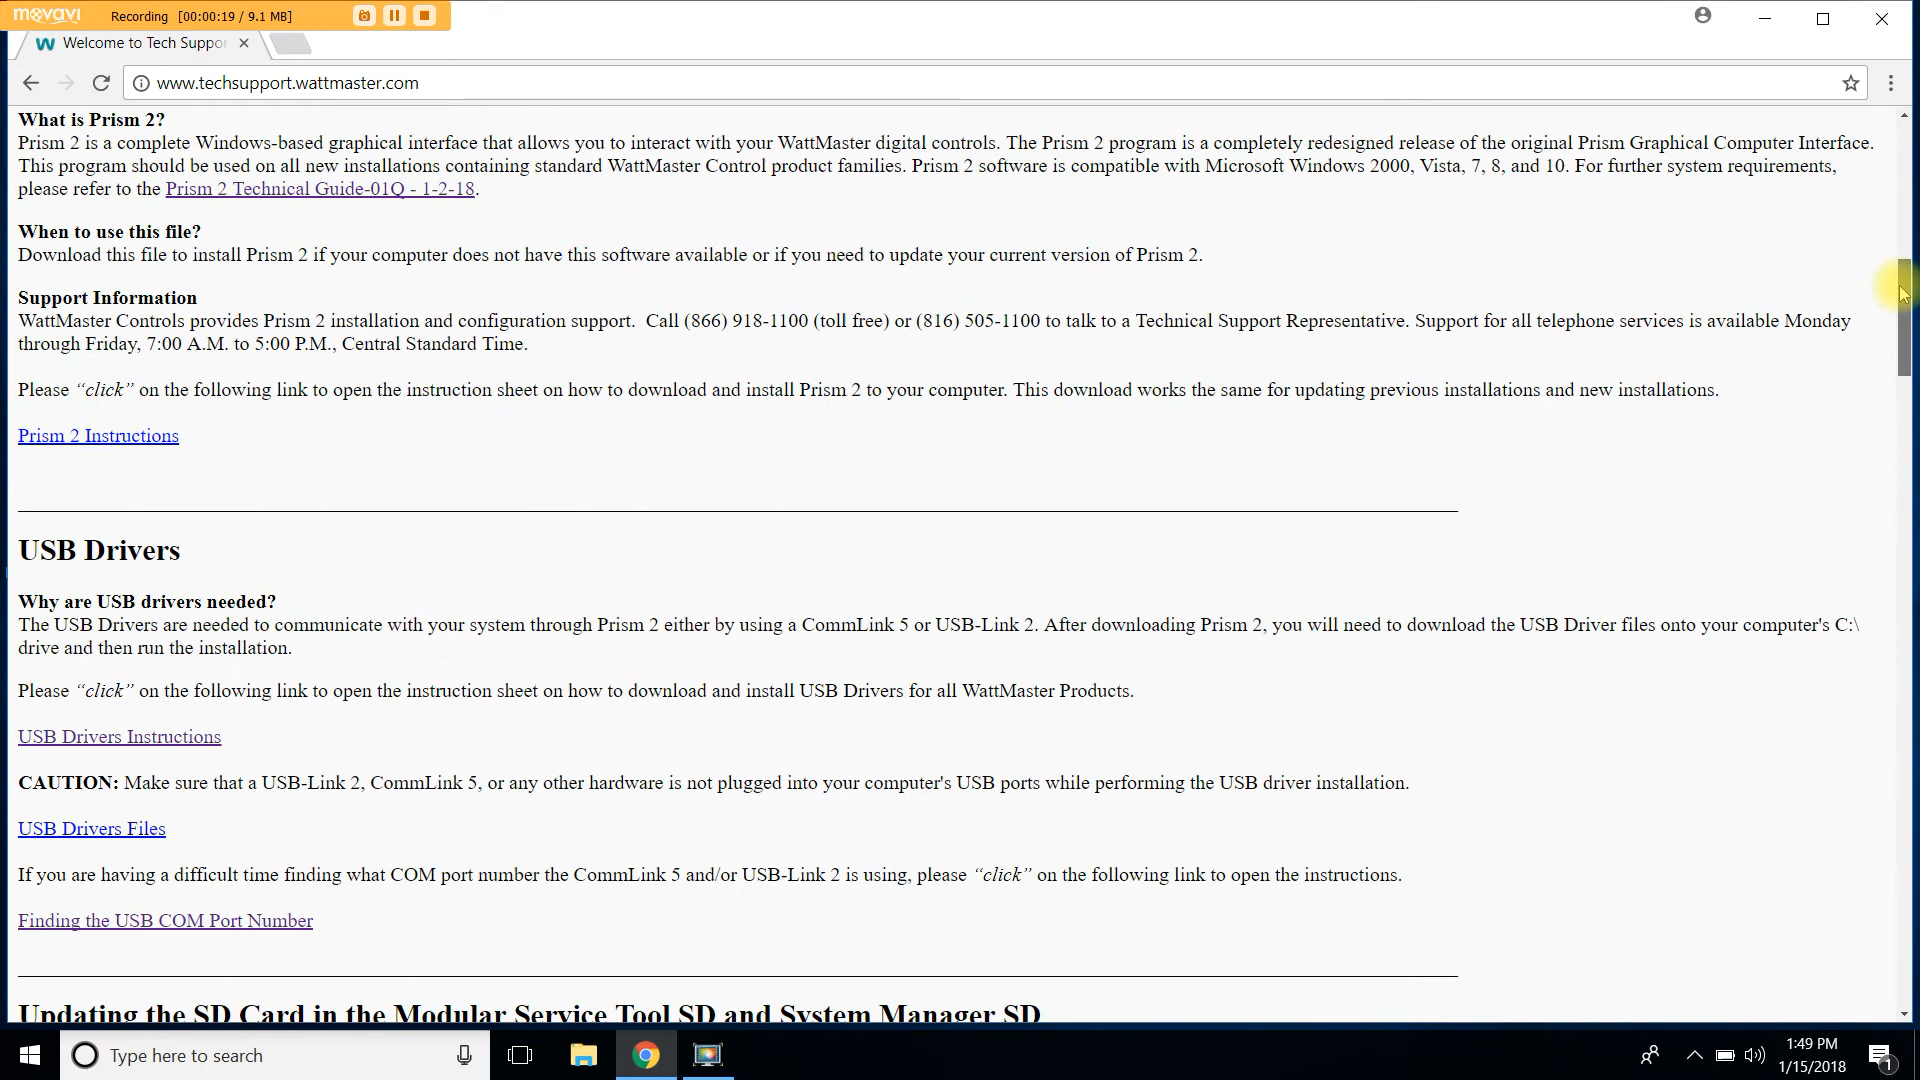 movavi Recording [00:00:19 / 9.1 MB]
Welcome to Tech Suppo
www.techsupport.wattmaster.com
What is Prism 2?
Prism 2 is a complete Windows-based graphical interface that allows you to interact with your WattMaster digital controls. The Prism 2 program is a completely redesigned release of the original Prism Graphical Computer Interface.
This program should be used on all new installations containing standard WattMaster Control product families. Prism 2 software is compatible with Microsoft Windows 2000, Vista, 7, 8, and 10. For further system requirements,
please refer to the Prism 2 Technical Guide-01Q - 1-2-18.
When to use this file?
Download this file to install Prism 2 if your computer does not have this software available or if you need to update your current version of Prism 2.
Support Information
WattMaster Controls provides Prism 2 installation and configuration support.  Call (866) 918-1100 (toll free) or (816) 505-1100 to talk to a Technical Support Representative. Support for all telephone services is available Monday
through Friday, 7:00 A.M. to 5:00 P.M., Central Standard Time.
Please “click” on the following link to open the instruction sheet on how to download and install Prism 2 to your computer. This download works the same for updating previous installations and new installations.
Prism 2 Instructions
USB Drivers
Why are USB drivers needed?
The USB Drivers are needed to communicate with your system through Prism 2 either by using a CommLink 5 or USB-Link 2. After downloading Prism 2, you will need to download the USB Driver files onto your computer's C:\
drive and then run the installation.
Please “click” on the following link to open the instruction sheet on how to download and install USB Drivers for all WattMaster Products.
USB Drivers Instructions
CAUTION: Make sure that a USB-Link 2, CommLink 5, or any other hardware is not plugged into your computer's USB ports while performing the USB driver installation.
USB Drivers Files
If you are having a difficult time finding what COM port number the CommLink 5 and/or USB-Link 2 is using, please “click” on the following link to open the instructions.
Finding the USB COM Port Number
Updating the SD Card in the Modular Service Tool SD and System Manager SD
Type here to search
1:49 PM
1/15/2018
1